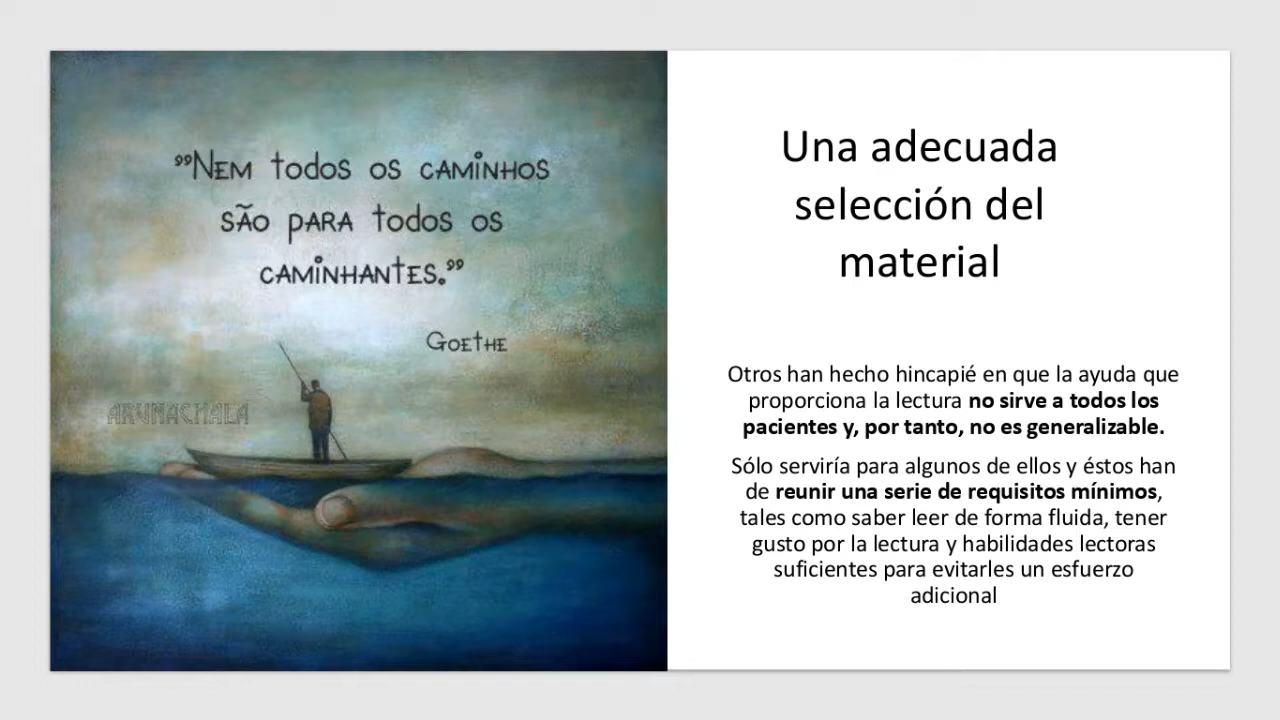 ”Nem todos os caminhos
são para todos os
caminhantes.”
Goethe
ARUNACHALA
Una adecuada
selección del
material
Otros han hecho hincapié en que la ayuda que
proporciona la lectura no sirve a todos los
pacientes y, por tanto, no es generalizable.
Sólo serviría para algunos de ellos y éstos han
de reunir una serie de requisitos mínimos,
tales como saber leer de forma fluida, tener
gusto por la lectura y habilidades lectoras
suficientes para evitarles un esfuerzo
adicional